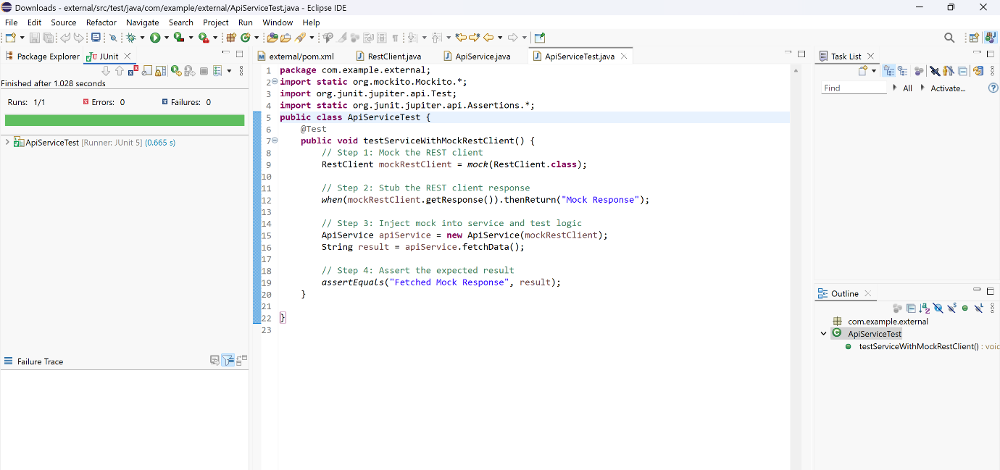 Downloads - external/src/test/java/com/example/external/ApiServiceTest.java - Eclipse IDE
File Edit Source Refactor Navigate Search Project Run Window Help
Package Explorer
JUnit
Finished after 1.028 seconds
Runs: 1/1
Errors: 0
Failures: 0
ApiServiceTest [Runner: JUnit 5] (0.665 s)
Failure Trace
external/pom.xml
RestClient.java
ApiService.java
ApiServiceTest.java
1 package com.example.external;
2 import static org.mockito.Mockito.*;
3 import org.junit.jupiter.api.Test;
4 import static org.junit.jupiter.api.Assertions.*;
5 public class ApiServiceTest {
6 @Test
7 public void testServiceWithMockRestClient() {
8 // Step 1: Mock the REST client
9 RestClient mockRestClient = mock(RestClient.class);
10
11 // Step 2: Stub the REST client response
12 when(mockRestClient.getResponse()).thenReturn("Mock Response");
13
14 // Step 3: Inject mock into service and test logic
15 ApiService apiService = new ApiService(mockRestClient);
16 String result = apiService.fetchData();
17
18 // Step 4: Assert the expected result
19 assertEquals("Fetched Mock Response", result);
20 }
21
22 }
23
Task List
Find
All
Activate...
Outline
com.example.external
ApiServiceTest
testServiceWithMockRestClient() : void